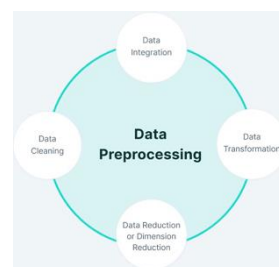 Data
Integration
Data
Cleaning
Data
Preprocessing
Data
Transformation
Data Reduction
or Dimension
Reduction